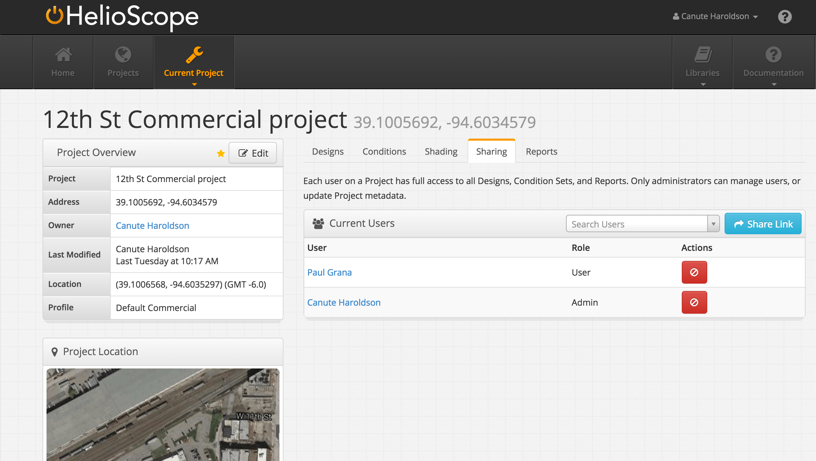 HelioScope
Canute Haroldson
Home
Projects
Current Project
Libraries
Documentation
12th St Commercial project 39.1005692, -94.6034579
Project Overview
Edit
Project 12th St Commercial project
Address 39.1005692, -94.6034579
Owner Canute Haroldson
Last Modified Canute Haroldson
Last Tuesday at 10:17 AM
Location (39.1006568, -94.6035297) (GMT -6.0)
Profile Default Commercial
Project Location
Designs Conditions Shading Sharing Reports
Each user on a Project has full access to all Designs, Condition Sets, and Reports. Only administrators can manage users, or
update Project metadata.
Current Users
Search Users
Share Link
User Role Actions
Paul Grana User
Canute Haroldson Admin